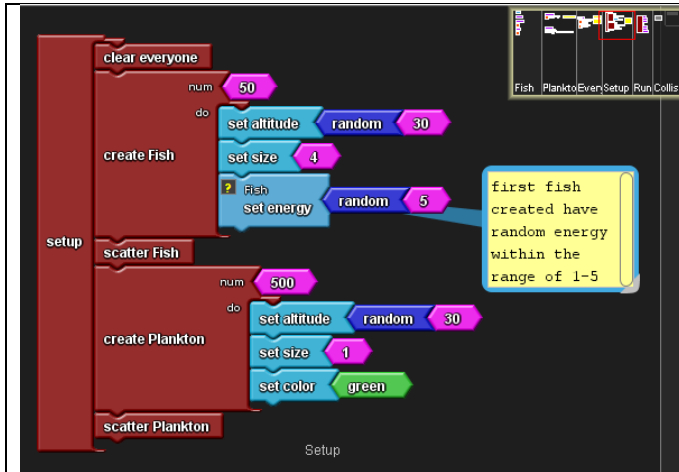 Fish Plankto Even Setup Run Collis
clear everyone
num 50
do
set altitude random 30
create Fish
set size 4
? Fish
set energy random 5
first fish
created have
random energy
within the
range of 1-5
setup
scatter Fish
num 500
do
set altitude random 30
create Plankton
set size 1
set color green
scatter Plankton
Setup